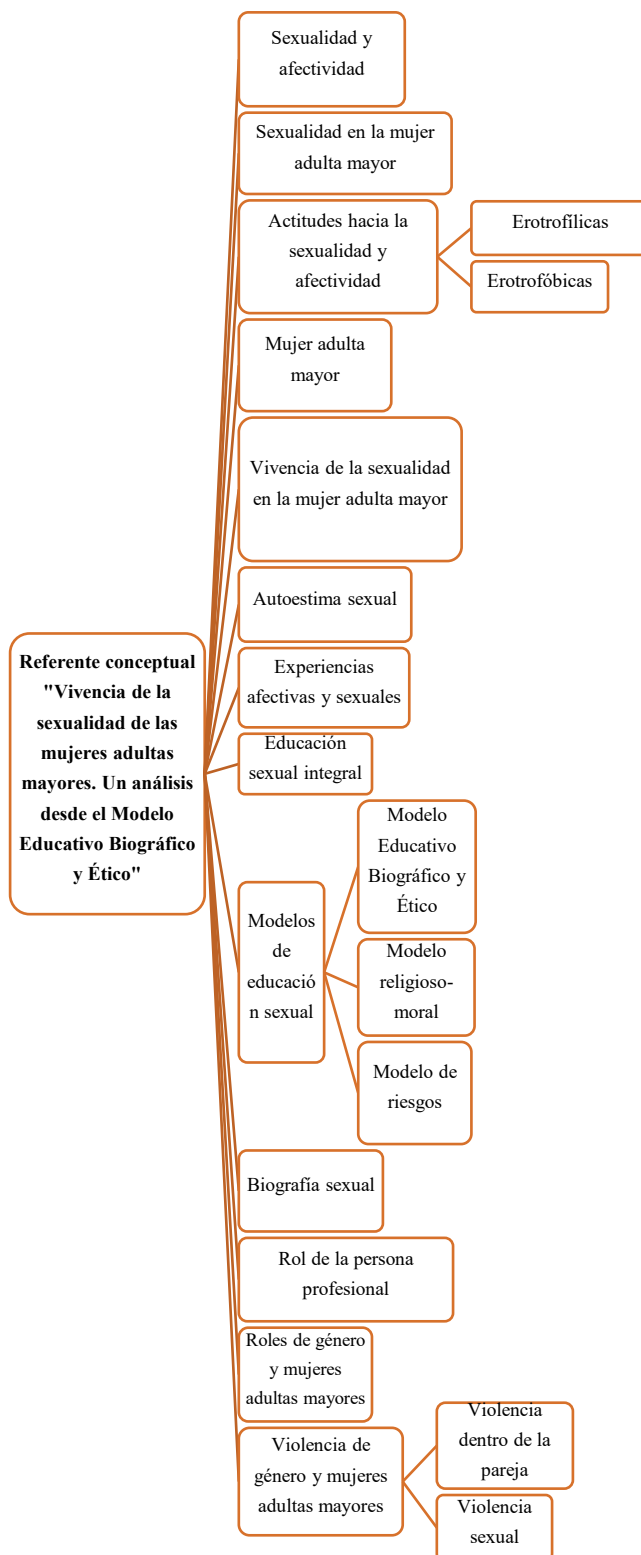 Sexualidad y
afectividad
Sexualidad en la mujer
adulta mayor
Actitudes hacia la
sexualidad y
afectividad
Erotrofílicas
Erotrofóbicas
Mujer adulta
mayor
Vivencia de la sexualidad
en la mujer adulta mayor
Autoestima sexual
Referente conceptual
"Vivencia de la
sexualidad de las
mujeres adultas
mayores. Un análisis
desde el Modelo
Educativo Biográfico
y Ético"
Experiencias
afectivas y sexuales
Educación
sexual integral
Modelos
de
educació
n sexual
Modelo
Educativo
Biográfico y
Ético
Modelo
religioso-
moral
Modelo de
riesgos
Biografía sexual
Rol de la persona
profesional
Roles de género
y mujeres
adultas mayores
Violencia de
género y mujeres
adultas mayores
Violencia
dentro de la
pareja
Violencia
sexual